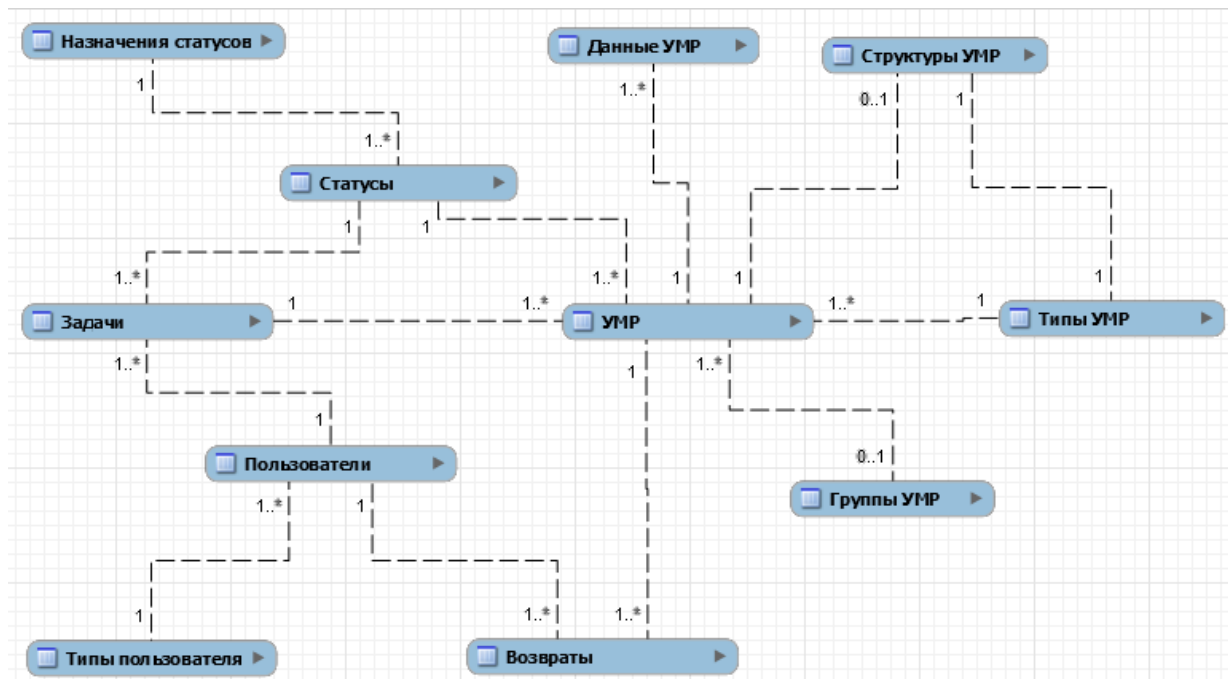 Назначения статусов
Данные УМР
Структуры УМР
1
1..*
0..1
1
1..*
Статусы
1
1
1..*
1..*
1
1
1
Задачи
1
1..*
УМР
1..*
1
Типы УМР
1..*
1
1..*
1
0..1
Пользователи
1..*
1
Группы УМР
1
1..*
1..*
Типы пользователя
Возвраты